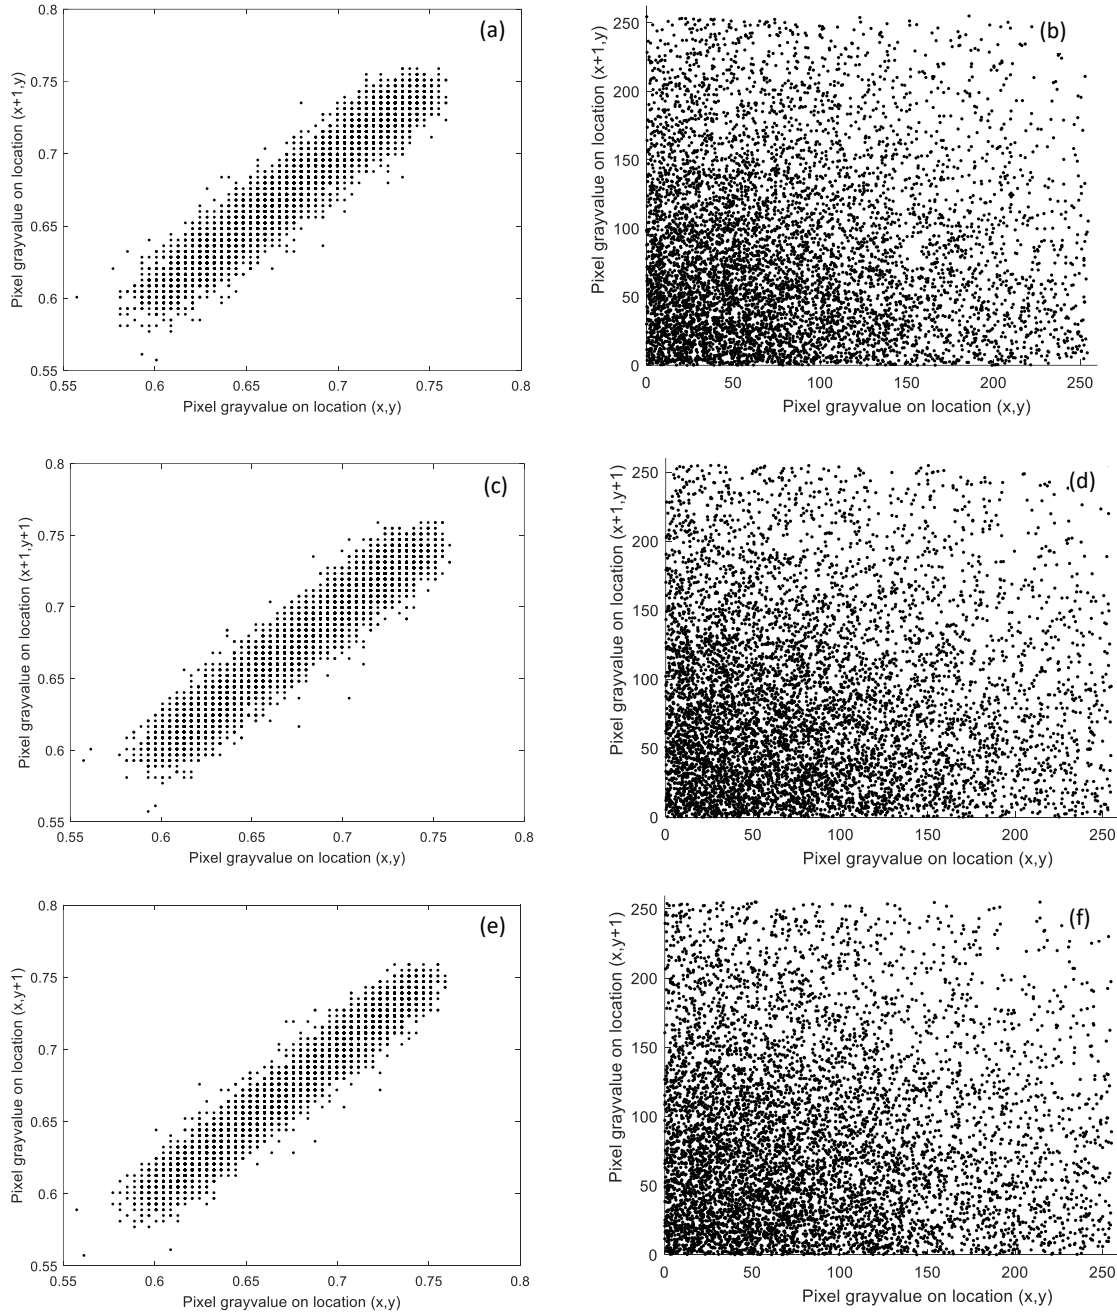 (a)
0.8
0.75
0.7
0.65
0.6
0.55
0.55 0.6 0.65 0.7 0.75 0.8
Pixel grayvalue on location (x+1,y)
Pixel grayvalue on location (x,y)
(b)
250
200
150
100
50
0
0 50 100 150 200 250
Pixel grayvalue on location (x+1,y)
Pixel grayvalue on location (x,y)
(c)
0.8
0.75
0.7
0.65
0.6
0.55
0.55 0.6 0.65 0.7 0.75 0.8
Pixel grayvalue on location (x+1,y+1)
Pixel grayvalue on location (x,y)
(d)
250
200
150
100
50
0
0 50 100 150 200 250
Pixel grayvalue on location (x+1,y+1)
Pixel grayvalue on location (x,y)
(e)
0.8
0.75
0.7
0.65
0.6
0.55
0.55 0.6 0.65 0.7 0.75 0.8
Pixel grayvalue on location (x,y+1)
Pixel grayvalue on location (x,y)
(f)
250
200
150
100
50
0
0 50 100 150 200 250
Pixel grayvalue on location (x,y+1)
Pixel grayvalue on location (x,y)